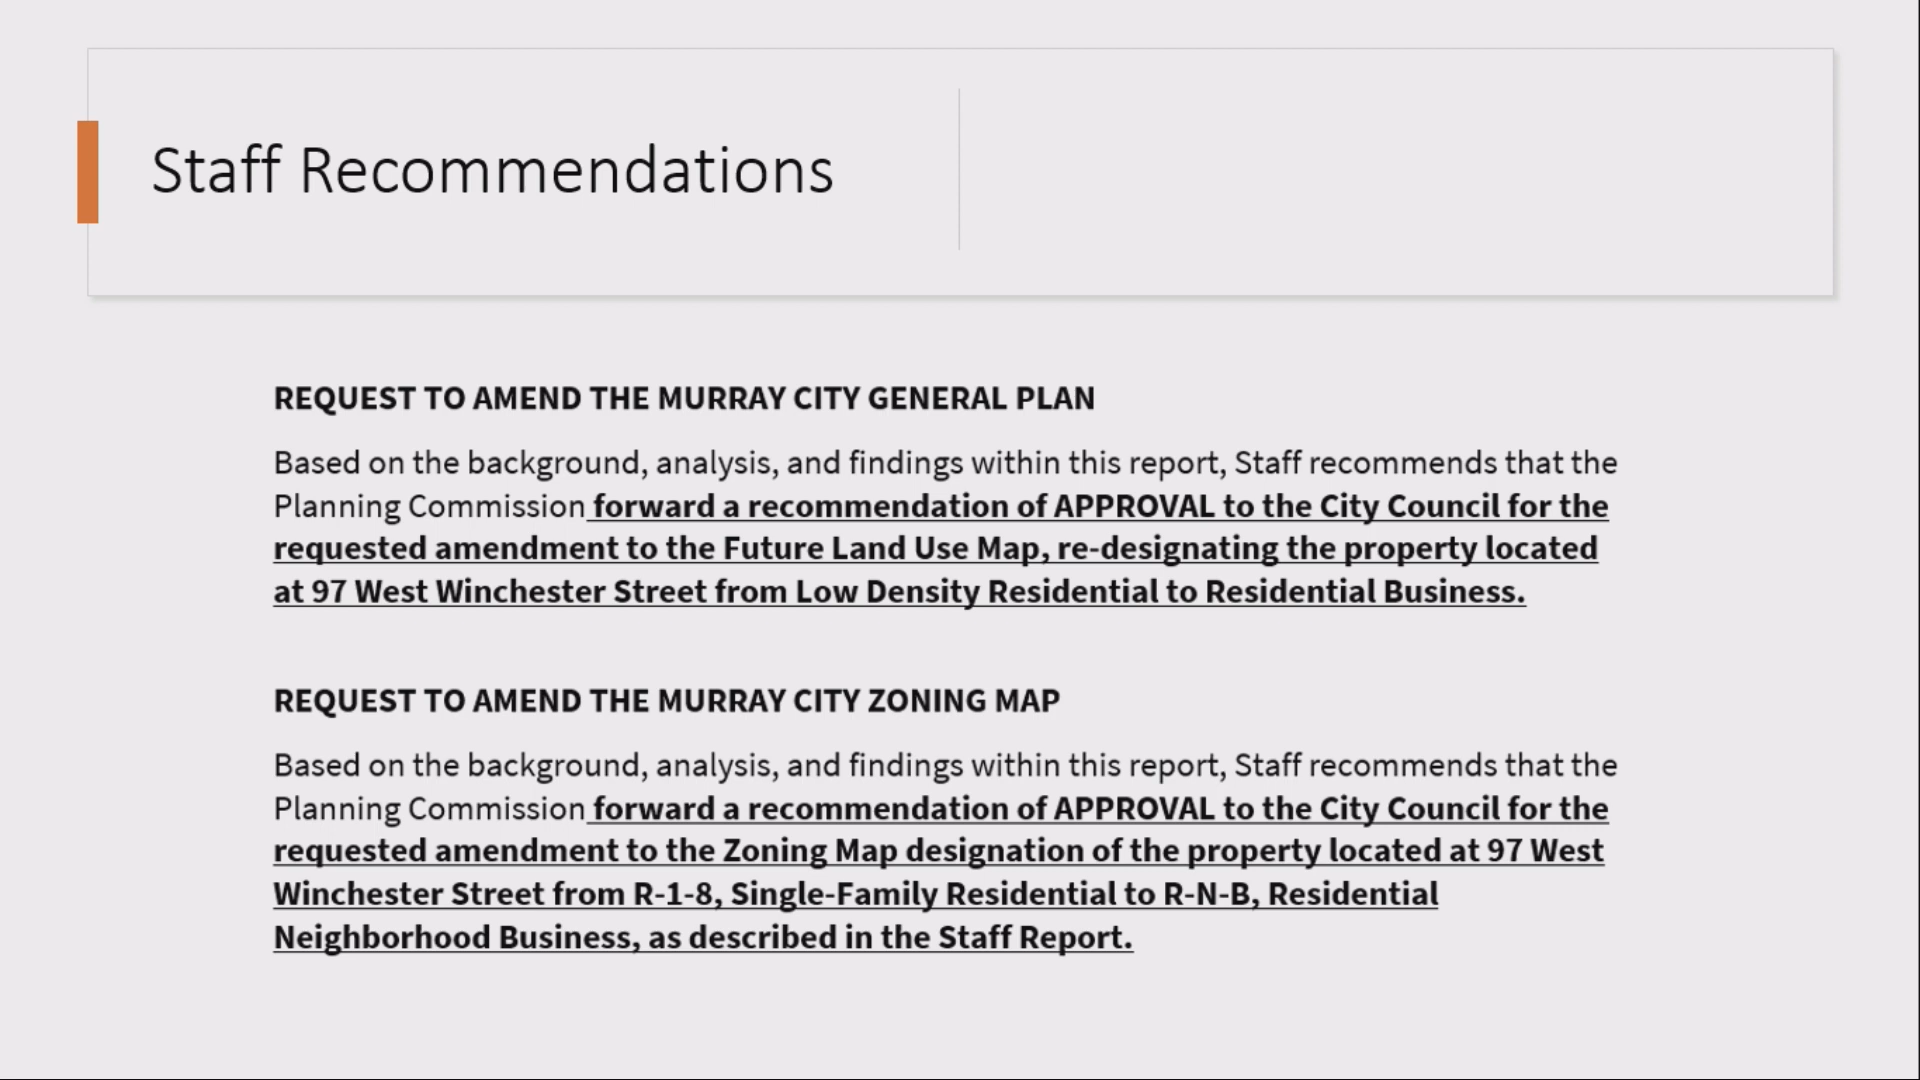 Staff Recommendations
REQUEST TO AMEND THE MURRAY CITY GENERAL PLAN
Based on the background, analysis, and findings within this report, Staff recommends that the
Planning Commission forward a recommendation of APPROVAL to the City Council for the
requested amendment to the Future Land Use Map, re-designating the property located
at 97 West Winchester Street from Low Density Residential to Residential Business.
REQUEST TO AMEND THE MURRAY CITY ZONING MAP
Based on the background, analysis, and findings within this report, Staff recommends that the
Planning Commission forward a recommendation of APPROVAL to the City Council for the
requested amendment to the Zoning Map designation of the property located at 97 West
Winchester Street from R-1-8, Single-Family Residential to R-N-B, Residential
Neighborhood Business, as described in the Staff Report.